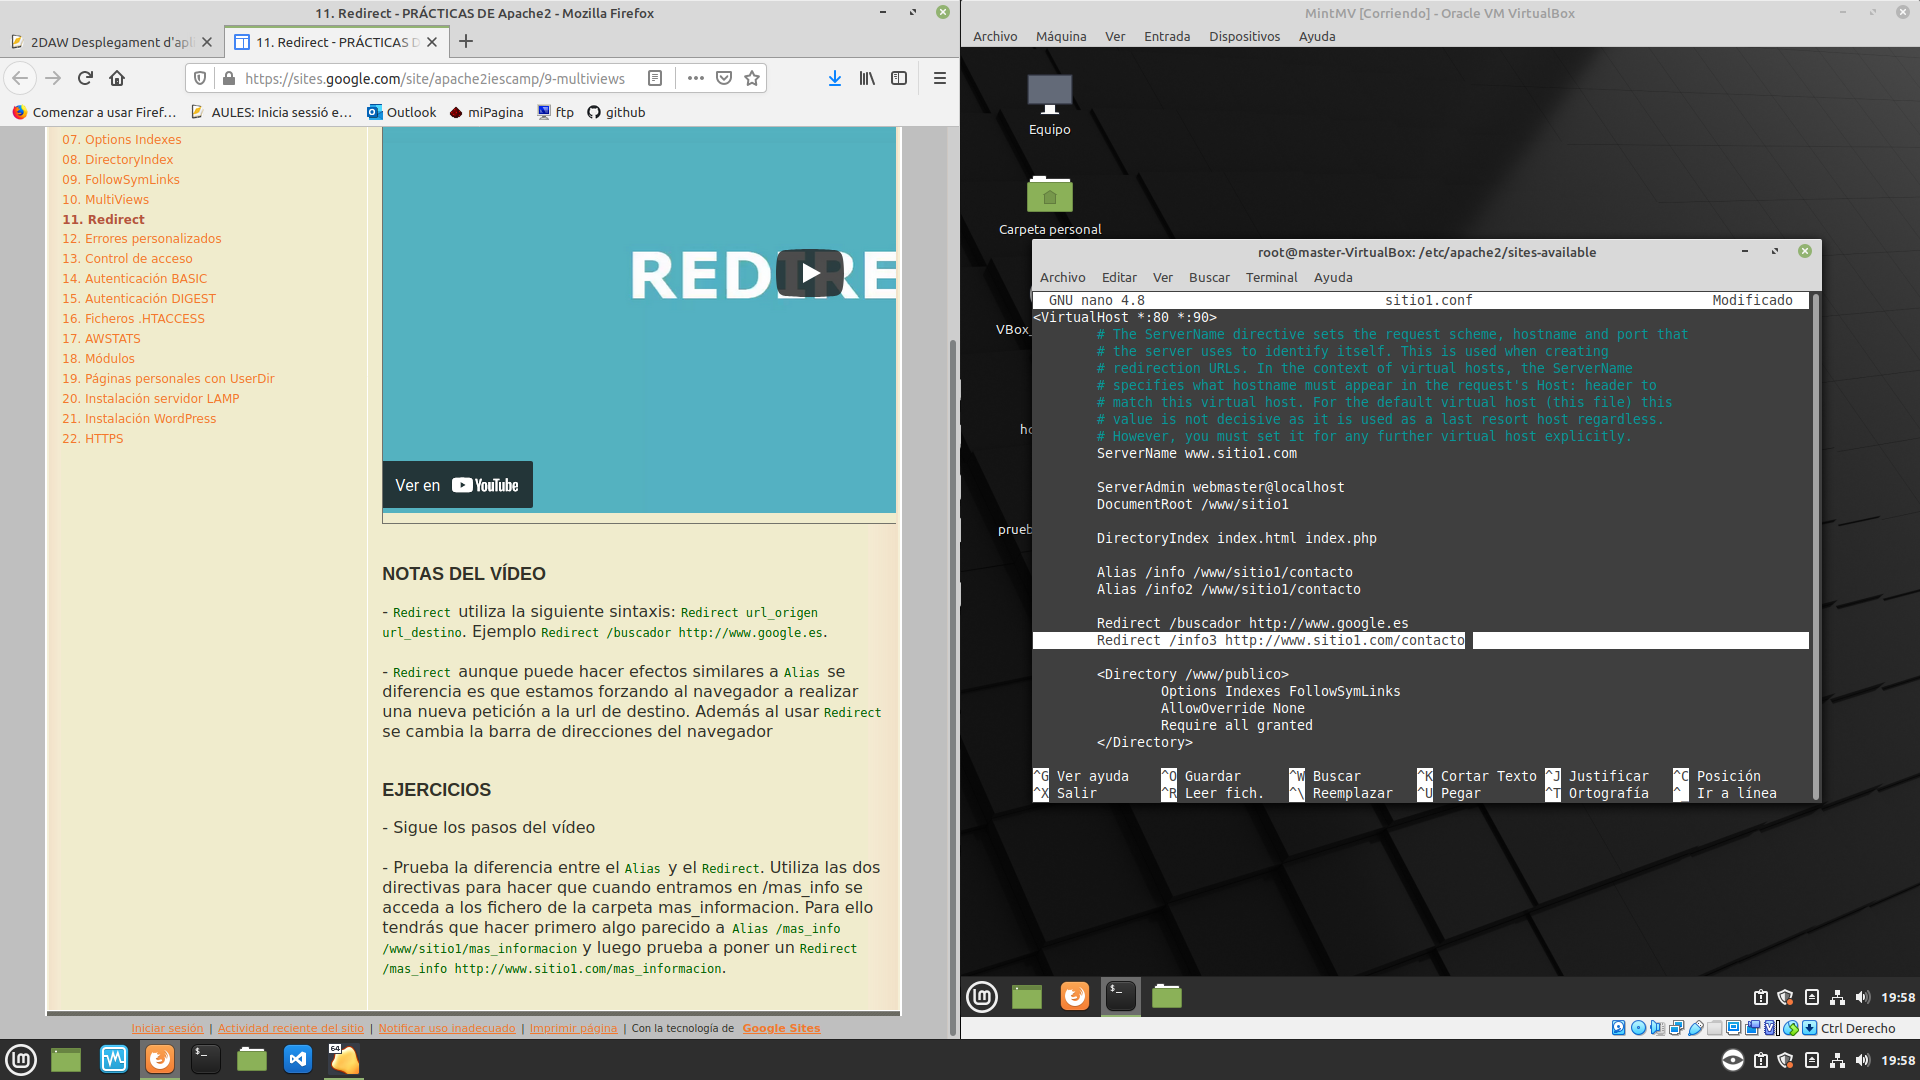 11. Redirect - PRÁCTICAS DE Apache2 - Mozilla Firefox
2DAW Desplegament d'apl
11. Redirect - PRÁCTICAS D
https://sites.google.com/site/apache2iescamp/9-multiviews
Comenzar a usar Firef…
AULES: Inicia sessió e…
Outlook
miPagina
ftp
github
07. Options Indexes
08. DirectoryIndex
09. FollowSymLinks
10. MultiViews
11. Redirect
12. Errores personalizados
13. Control de acceso
14. Autenticación BASIC
15. Autenticación DIGEST
16. Ficheros .HTACCESS
17. AWSTATS
18. Módulos
19. Páginas personales con UserDir
20. Instalación servidor LAMP
21. Instalación WordPress
22. HTTPS
REDIRE
Ver en YouTube
NOTAS DEL VÍDEO
- Redirect utiliza la siguiente sintaxis: Redirect url_origen
url_destino. Ejemplo Redirect /buscador http://www.google.es.
- Redirect aunque puede hacer efectos similares a Alias se
diferencia es que estamos forzando al navegador a realizar
una nueva petición a la url de destino. Además al usar Redirect
se cambia la barra de direcciones del navegador
EJERCICIOS
- Sigue los pasos del vídeo
- Prueba la diferencia entre el Alias y el Redirect. Utiliza las dos
directivas para hacer que cuando entramos en /mas_info se
acceda a los fichero de la carpeta mas_informacion. Para ello
tendrás que hacer primero algo parecido a Alias /mas_info
/www/sitio1/mas_informacion y luego prueba a poner un Redirect
/mas_info http://www.sitio1.com/mas_informacion.
Iniciar sesión | Actividad reciente del sitio | Notificar uso inadecuado | Imprimir página | Con la tecnología de Google Sites
64
19:58
MintMV [Corriendo] - Oracle VM VirtualBox
Archivo Máquina Ver Entrada Dispositivos Ayuda
Equipo
Carpeta personal
VBox_
ho
prueb
root@master-VirtualBox: /etc/apache2/sites-available
Archivo Editar Ver Buscar Terminal Ayuda
GNU nano 4.8 sitio1.conf Modificado
<VirtualHost *:80 *:90>
# The ServerName directive sets the request scheme, hostname and port that
# the server uses to identify itself. This is used when creating
# redirection URLs. In the context of virtual hosts, the ServerName
# specifies what hostname must appear in the request's Host: header to
# match this virtual host. For the default virtual host (this file) this
# value is not decisive as it is used as a last resort host regardless.
# However, you must set it for any further virtual host explicitly.
ServerName www.sitio1.com
ServerAdmin webmaster@localhost
DocumentRoot /www/sitio1
DirectoryIndex index.html index.php
Alias /info /www/sitio1/contacto
Alias /info2 /www/sitio1/contacto
Redirect /buscador http://www.google.es
Redirect /info3 http://www.sitio1.com/contacto
<Directory /www/publico>
Options Indexes FollowSymLinks
AllowOverride None
Require all granted
</Directory>
^G Ver ayuda ^O Guardar ^W Buscar ^K Cortar Texto ^J Justificar ^C Posición
^X Salir ^R Leer fich. ^\ Reemplazar ^U Pegar ^T Ortografía ^_ Ir a línea
19:58
Ctrl Derecho